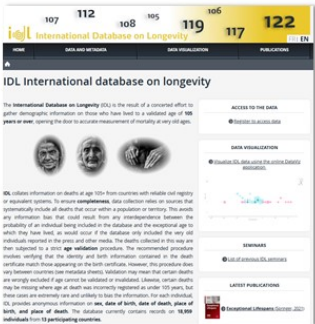 107 112 108 105 119 106 117 122
idl International Database on Longevity
FR EN
HOME DATA AND METADATA DATA VISUALIZATION PUBLICATIONS
IDL International database on longevity
The International Database on Longevity (IDL) is the result of a concerted effort to
gather demographic information on those who have lived to a validated age of 105
years or over, opening the door to accurate measurement of mortality at very old ages.
IDL collates information on deaths at age 105+ from countries with reliable civil registry
or equivalent systems. To ensure completeness, data collection relies on sources that
systematically include all deaths that occur within a population or territory. This avoids
any information bias that could result from any interdependence between the
probability of an individual being included in the database and the exceptional age to
which they have lived, as would occur if the database only included the very old
individuals reported in the press and other media. The deaths collected in this way are
then subjected to a strict age validation procedure. The recommended procedure
involves verifying that the identity and birth information contained in the death
certificate match those appearing on the birth certificate. However, this procedure does
vary between countries (see metadata sheets). Validation may mean that certain deaths
are wrongly excluded if age cannot be validated or invalidated. Likewise, certain deaths
may be missing where age at death was incorrectly registered as under 105 years, but
these cases are extremely rare and unlikely to bias the information. For each individual,
IDL provides anonymous information on sex, date of birth, date of death, place of
birth, and place of death. The database currently contains records on 18,959
individuals from 13 participating countries.
ACCESS TO THE DATA
Register to access data
DATA VISUALIZATION
Visualize IDL data using the online Datality
application
SEMINARS
List of previous IDL seminars
LATEST PUBLICATIONS
Exceptional Lifespans (Springer, 2021)